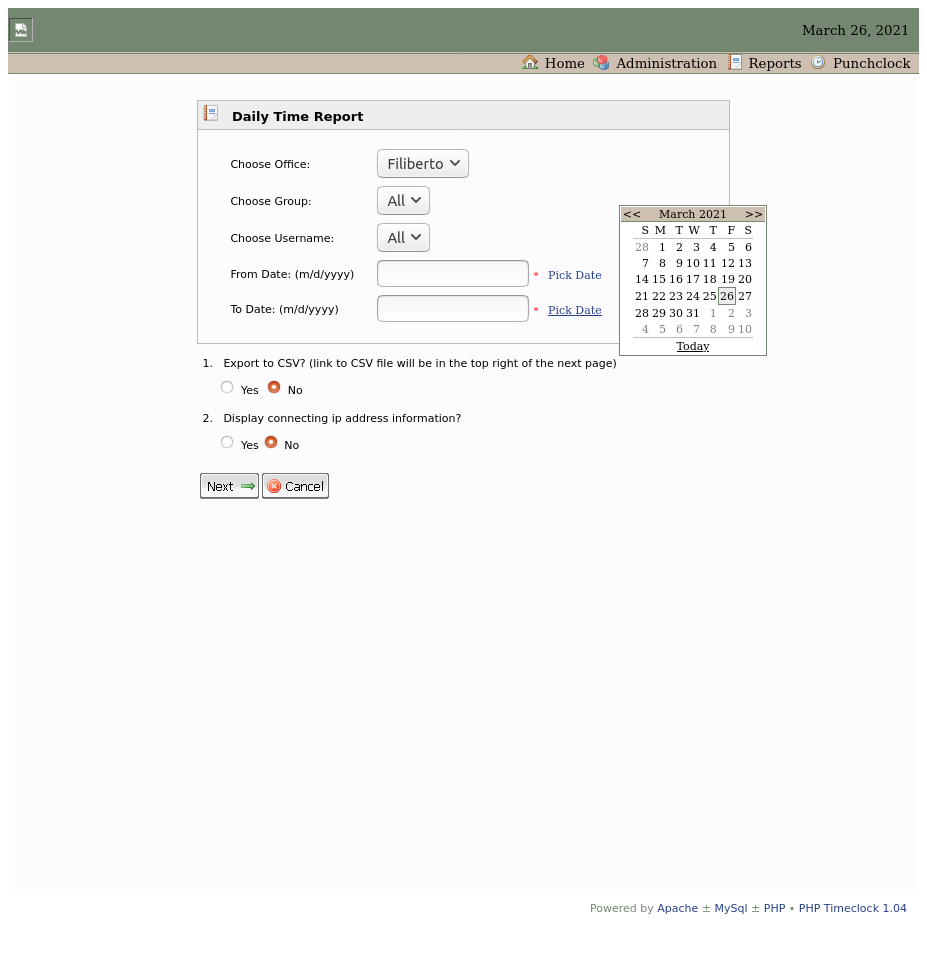 March 26, 2021
Home Administration Reports Punchclock
Daily Time Report
Choose Office: Filiberto
Choose Group: All
Choose Username: All
From Date: (m/d/yyyy) * Pick Date
To Date: (m/d/yyyy) * Pick Date
<< March 2021 >>
S M T W T F S
28 1 2 3 4 5 6
7 8 9 10 11 12 13
14 15 16 17 18 19 20
21 22 23 24 25 26 27
28 29 30 31 1 2 3
4 5 6 7 8 9 10
Today
1. Export to CSV? (link to CSV file will be in the top right of the next page)
Yes No
2. Display connecting ip address information?
Yes No
Next Cancel
Powered by Apache ± MySql ± PHP • PHP Timeclock 1.04